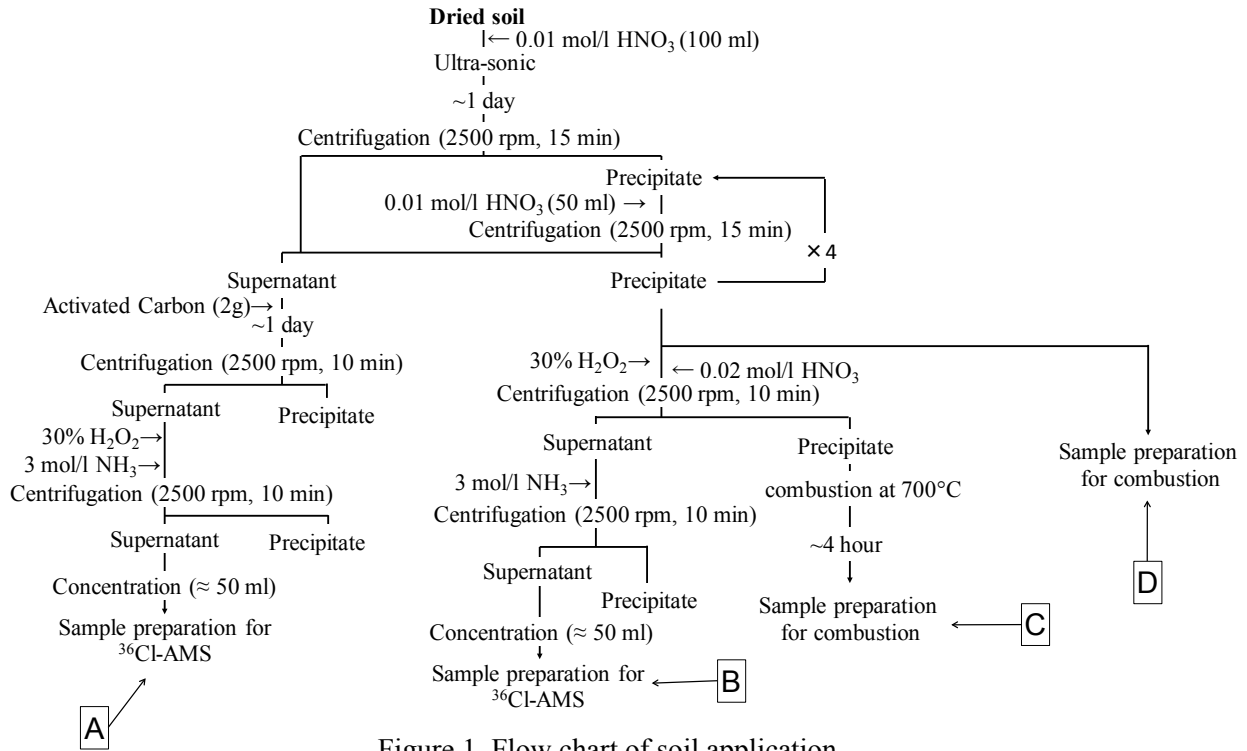 Dried soil
← 0.01 mol/l HNO₃ (100 ml)
Ultra-sonic
~1 day
Centrifugation (2500 rpm, 15 min)
Precipitate
0.01 mol/l HNO₃ (50 ml) →
Centrifugation (2500 rpm, 15 min)
×4
Supernatant
Precipitate
Activated Carbon (2g)→
~1 day
Centrifugation (2500 rpm, 10 min)
Supernatant
Precipitate
30% H₂O₂→
3 mol/l NH₃→
Centrifugation (2500 rpm, 10 min)
Supernatant
Precipitate
Concentration (≈ 50 ml)
Sample preparation for
³⁶Cl-AMS
A
30% H₂O₂→
← 0.02 mol/l HNO₃
Centrifugation (2500 rpm, 10 min)
Supernatant
Precipitate
3 mol/l NH₃→
Centrifugation (2500 rpm, 10 min)
Supernatant
Precipitate
Concentration (≈ 50 ml)
Sample preparation for
³⁶Cl-AMS
B
combustion at 700°C
~4 hour
Sample preparation
for combustion
C
Sample preparation
for combustion
D
Figure 1. Flow chart of soil application